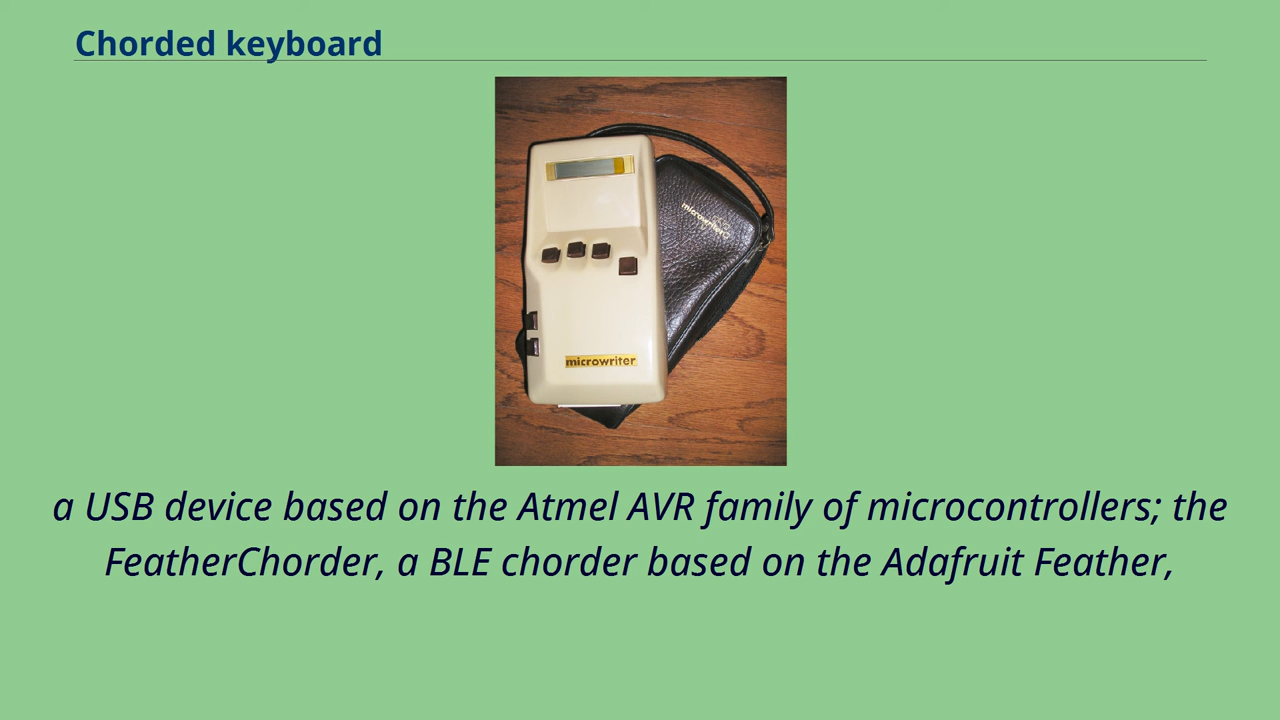 Chorded keyboard
microwriter
microwriter
a USB device based on the Atmel AVR family of microcontrollers; the
FeatherChorder, a BLE chorder based on the Adafruit Feather,